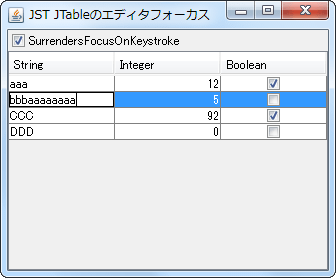 JST JTableのエディタフォーカス
SurrendersFocusOnKeystroke
String Integer Boolean
aaa 12
bbbaaaaaaaa 5
CCC 92
DDD 0